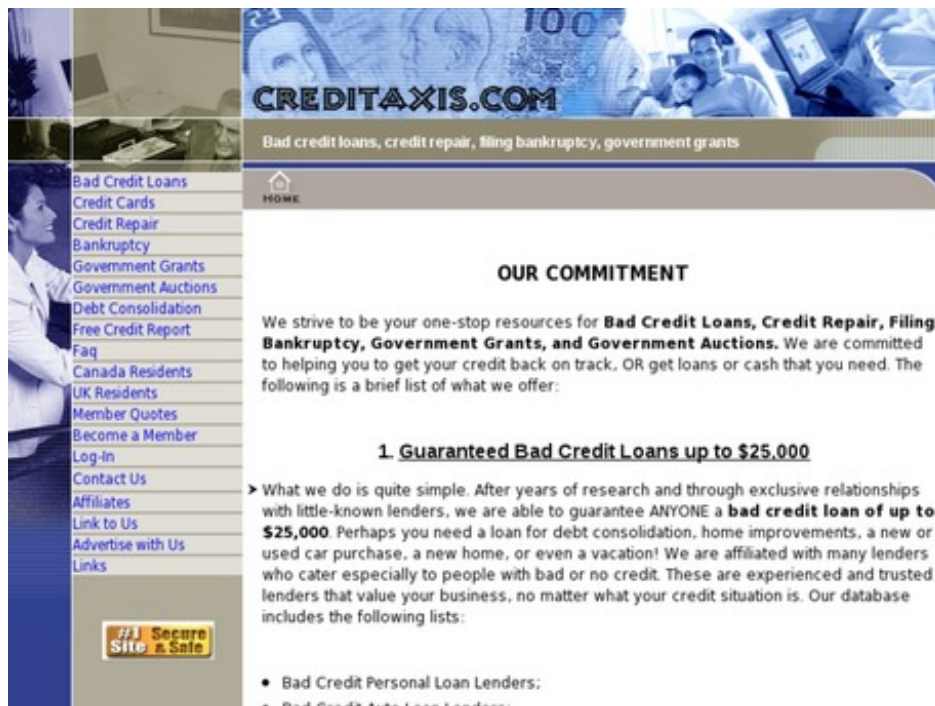 100
CREDITAXIS.COM
Bad credit loans, credit repair, filing bankruptcy, government grants
HOME
Bad Credit Loans
Credit Cards
Credit Repair
Bankruptcy
Government Grants
Government Auctions
Debt Consolidation
Free Credit Report
Faq
Canada Residents
UK Residents
Member Quotes
Become a Member
Log-In
Contact Us
Affiliates
Link to Us
Advertise with Us
Links
#1 Secure
Site & Safe
OUR COMMITMENT
We strive to be your one-stop resources for Bad Credit Loans, Credit Repair, Filing
Bankruptcy, Government Grants, and Government Auctions. We are committed
to helping you to get your credit back on track, OR get loans or cash that you need. The
following is a brief list of what we offer:
1. Guaranteed Bad Credit Loans up to $25,000
What we do is quite simple. After years of research and through exclusive relationships
with little-known lenders, we are able to guarantee ANYONE a bad credit loan of up to
$25,000. Perhaps you need a loan for debt consolidation, home improvements, a new or
used car purchase, a new home, or even a vacation! We are affiliated with many lenders
who cater especially to people with bad or no credit. These are experienced and trusted
lenders that value your business, no matter what your credit situation is. Our database
includes the following lists:
• Bad Credit Personal Loan Lenders;
• Bad Credit Auto Loan Lenders;